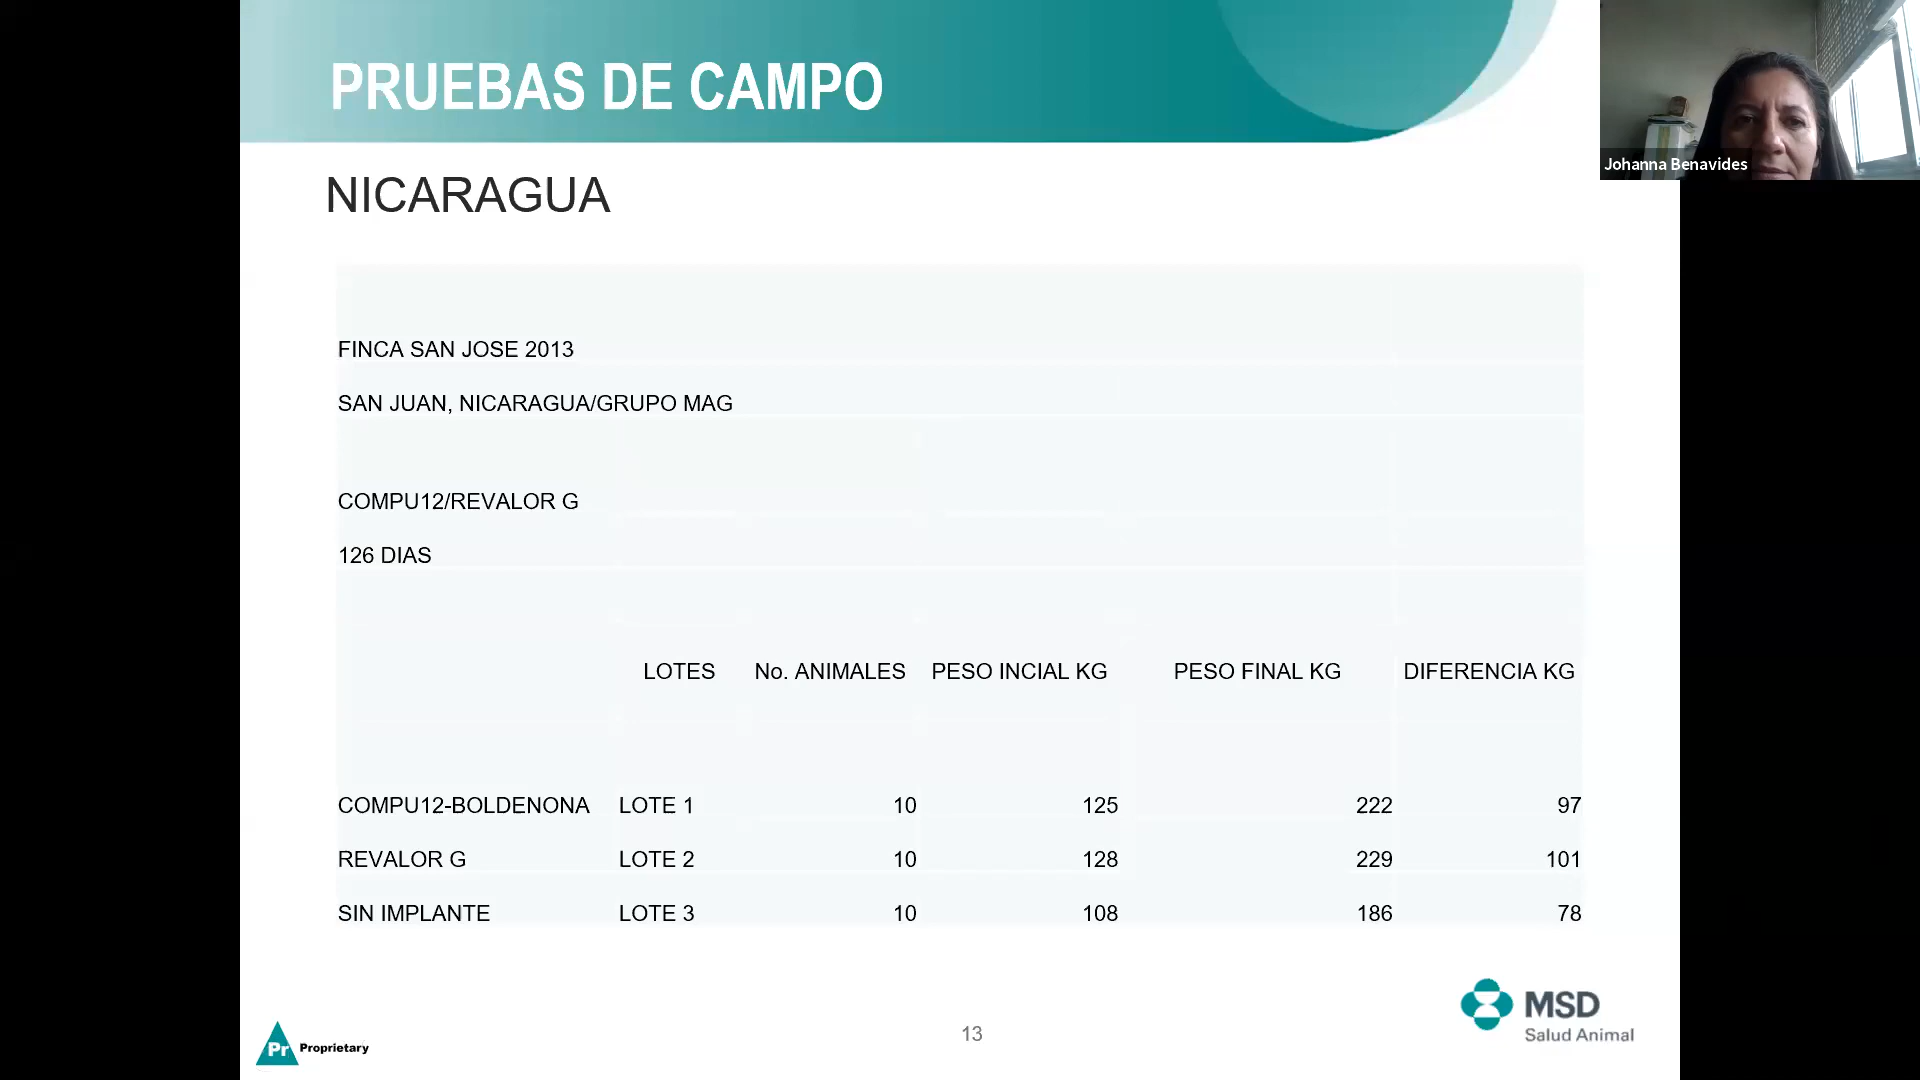 PRUEBAS DE CAMPO
Johanna Benavides
NICARAGUA
FINCA SAN JOSE 2013
SAN JUAN, NICARAGUA/GRUPO MAG
COMPU12/REVALOR G
126 DIAS
LOTES No. ANIMALES PESO INCIAL KG PESO FINAL KG DIFERENCIA KG
COMPU12-BOLDENONA LOTE 1 10 125 222 97
REVALOR G LOTE 2 10 128 229 101
SIN IMPLANTE LOTE 3 10 108 186 78
Pr Proprietary
13
MSD
Salud Animal